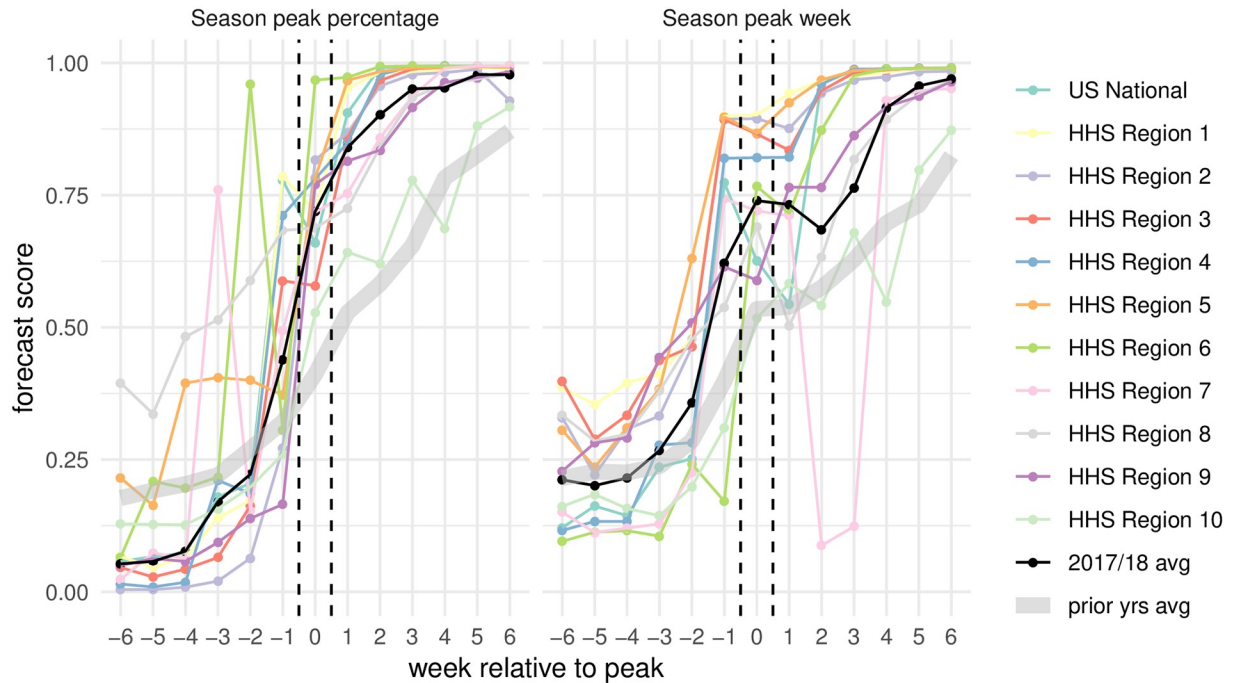 Season peak percentage
Season peak week
forecast score
1.00
0.75
0.50
0.25
0.00
−6 −5 −4 −3 −2 −1 0 1 2 3 4 5 6
−6 −5 −4 −3 −2 −1 0 1 2 3 4 5 6
week relative to peak
US National
HHS Region 1
HHS Region 2
HHS Region 3
HHS Region 4
HHS Region 5
HHS Region 6
HHS Region 7
HHS Region 8
HHS Region 9
HHS Region 10
2017/18 avg
prior yrs avg